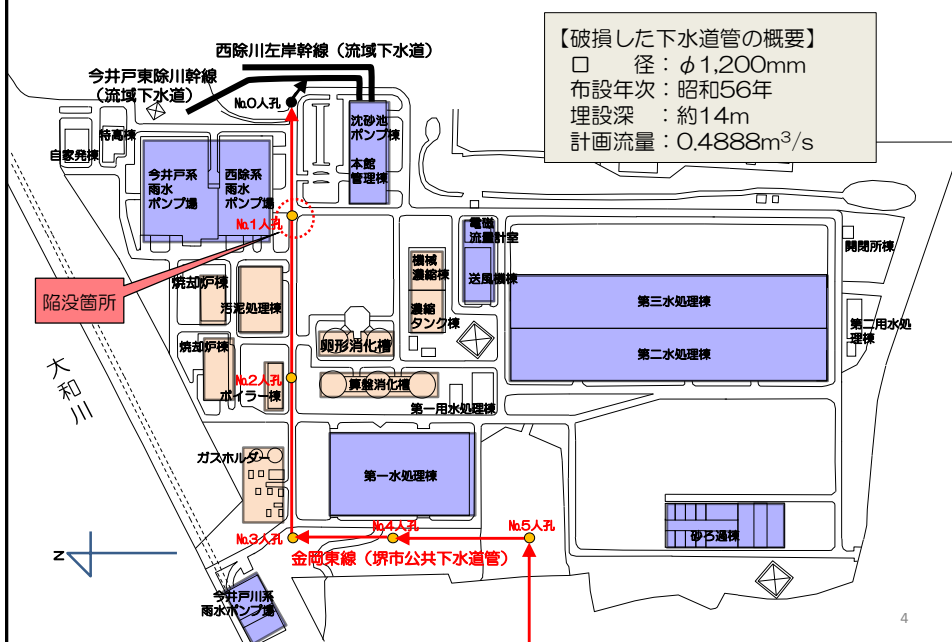 【破損した下水道管の概要】
口　　径：φ1,200mm
布設年次：昭和56年
埋設深　：約14m
計画流量：0.4888m³/s
西除川左岸幹線（流域下水道）
今井戸東除川幹線
（流域下水道）
No.0人孔
沈砂池
ポンプ棟
本館
管理棟
特高棟
自家発棟
今井戸系
雨水
ポンプ場
西除系
雨水
ポンプ場
No.1人孔
電磁
流量計室
開閉所棟
機械
濃縮棟
送風機棟
焼却炉棟
汚泥処理棟
陥没箇所
濃縮
タンク棟
第三水処理棟
第二用水処
理棟
焼却炉棟
卵形消化槽
第二水処理棟
大和川
No.2人孔
ボイラー棟
算盤消化槽
第一用水処理棟
ガスホルダー
第一水処理棟
No.3人孔
No.4人孔
No.5人孔
砂ろ過棟
金岡東線（堺市公共下水道管）
N
今井戸川系
雨水ポンプ場
4